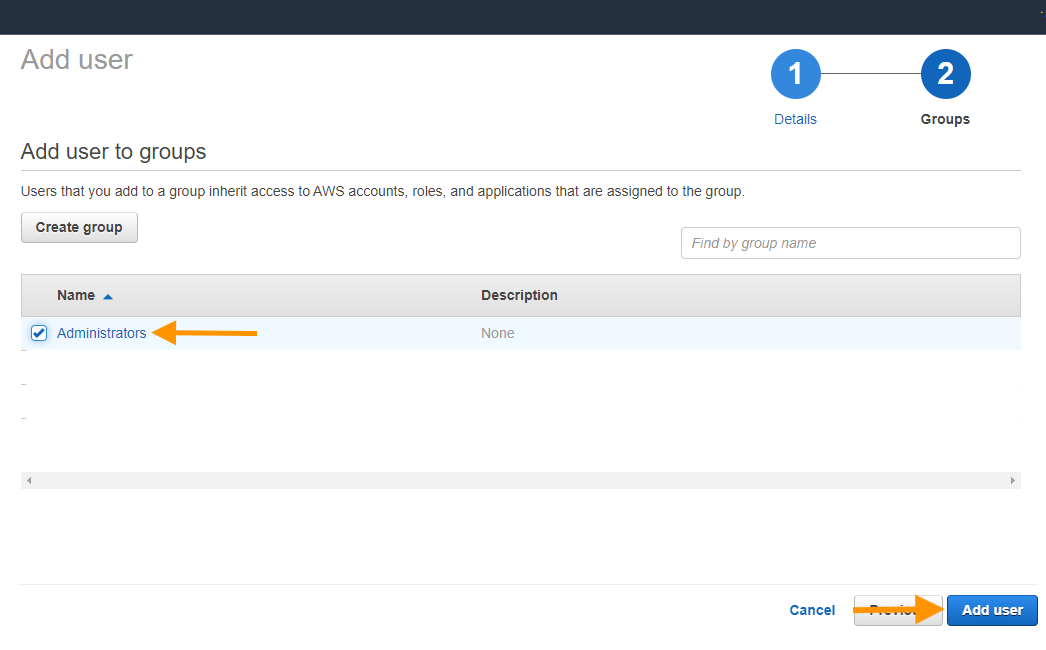 Add user
1
2
Details
Groups
Add user to groups
Users that you add to a group inherit access to AWS accounts, roles, and applications that are assigned to the group.
Create group
Find by group name
Name
Description
Administrators
None
Cancel
Add user